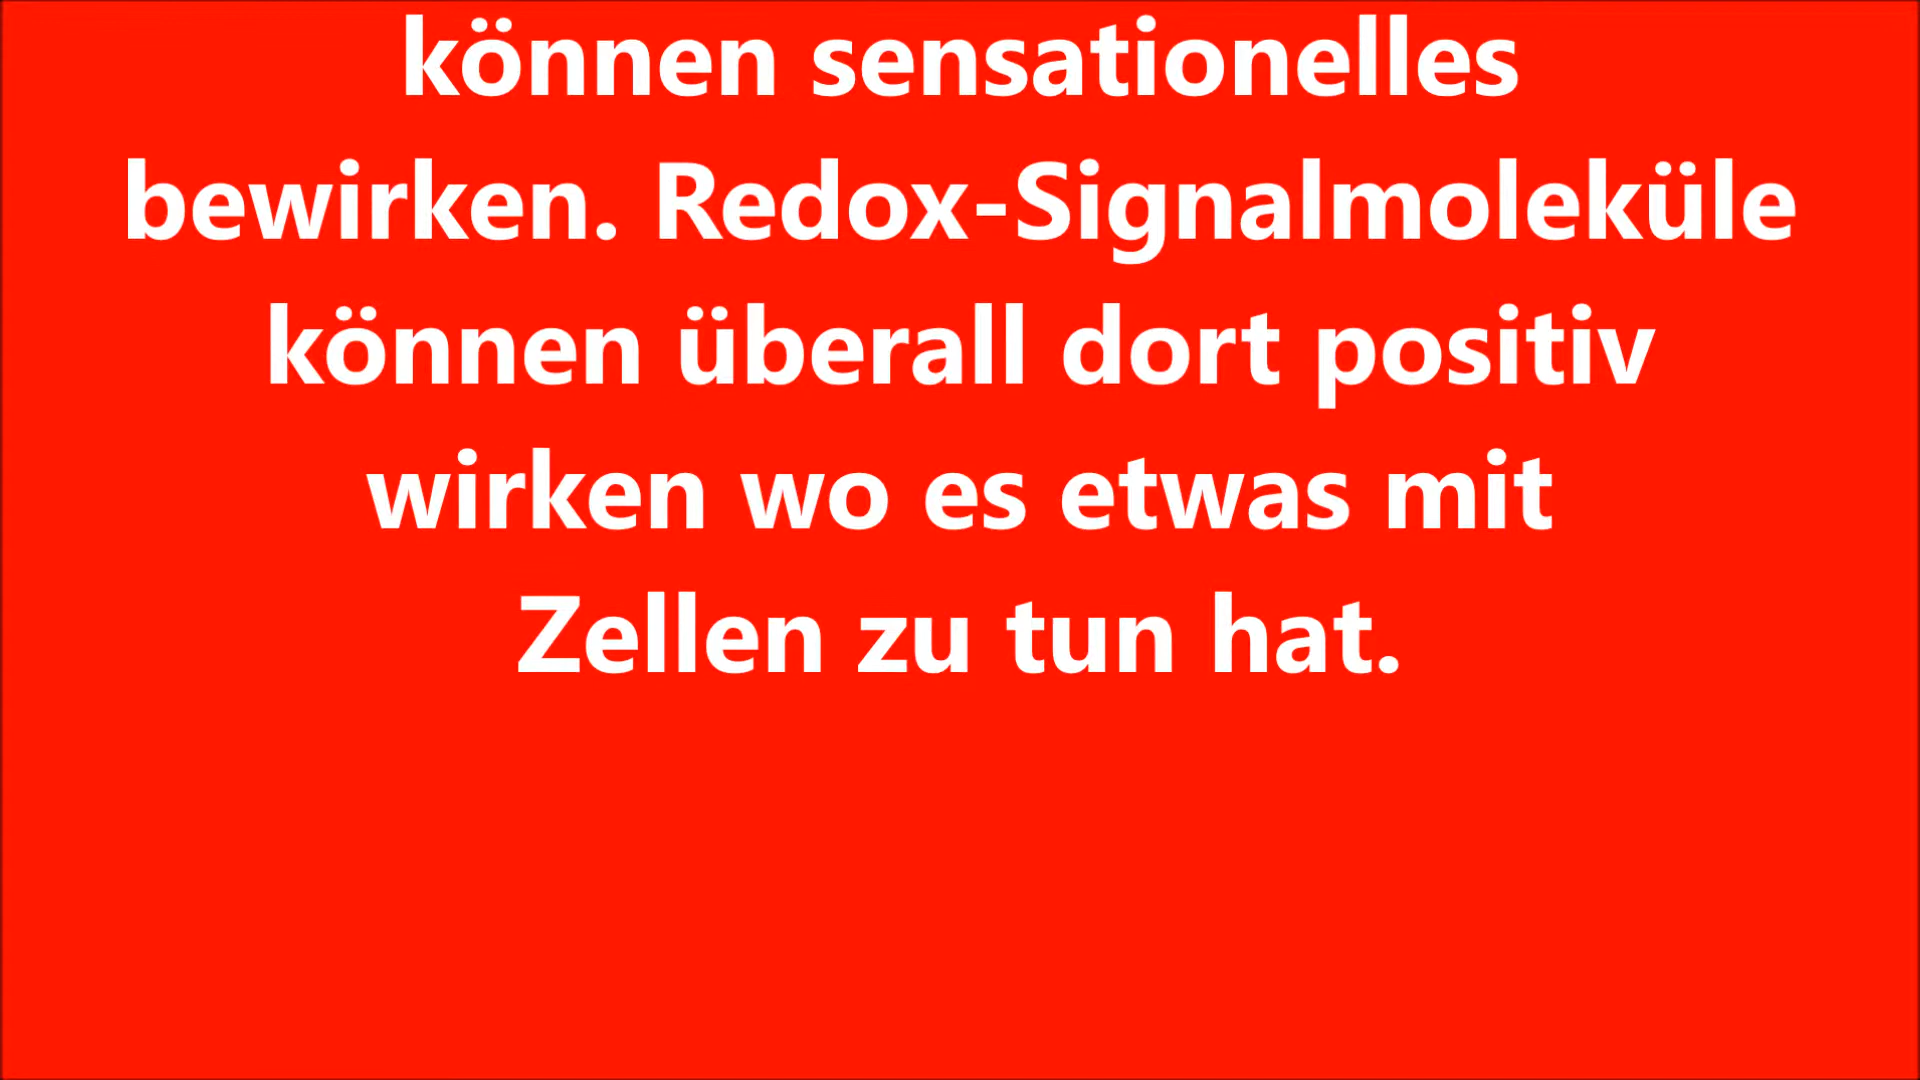 können sensationelles
bewirken. Redox-Signalmoleküle
können überall dort positiv
wirken wo es etwas mit
Zellen zu tun hat.